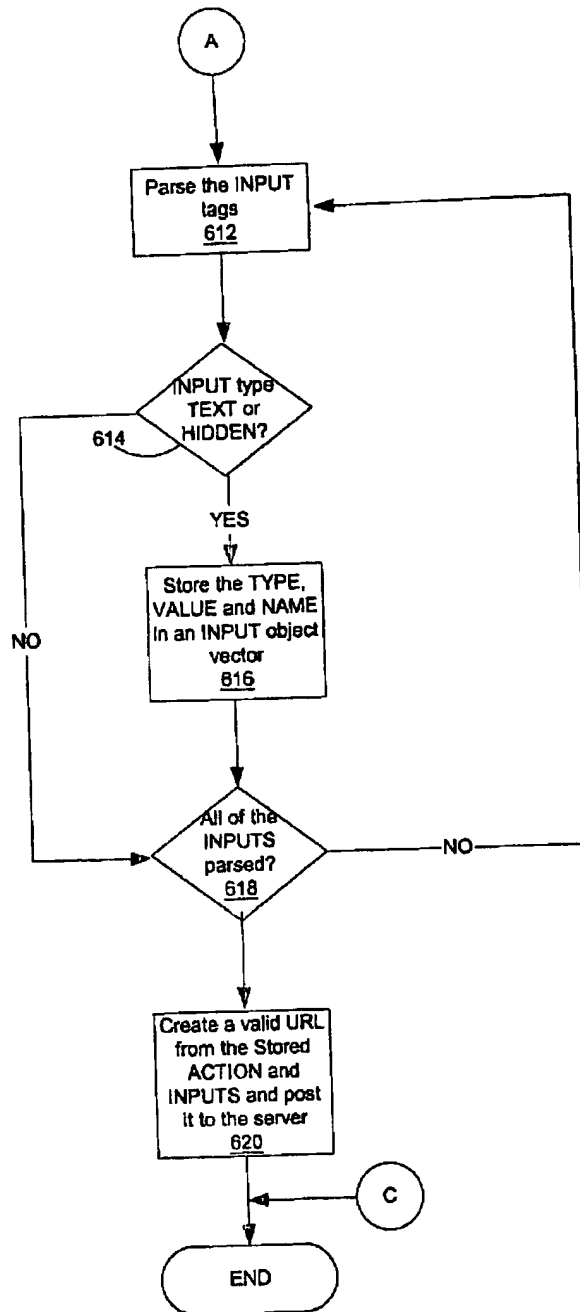 A
Parse the INPUT
tags
612
INPUT type
TEXT or
HIDDEN?
614
YES
Store the TYPE,
VALUE and NAME
in an INPUT object
vector
616
NO
All of the
INPUTS
parsed?
618
NO
Create a valid URL
from the Stored
ACTION and
INPUTS and post
it to the server
620
C
END